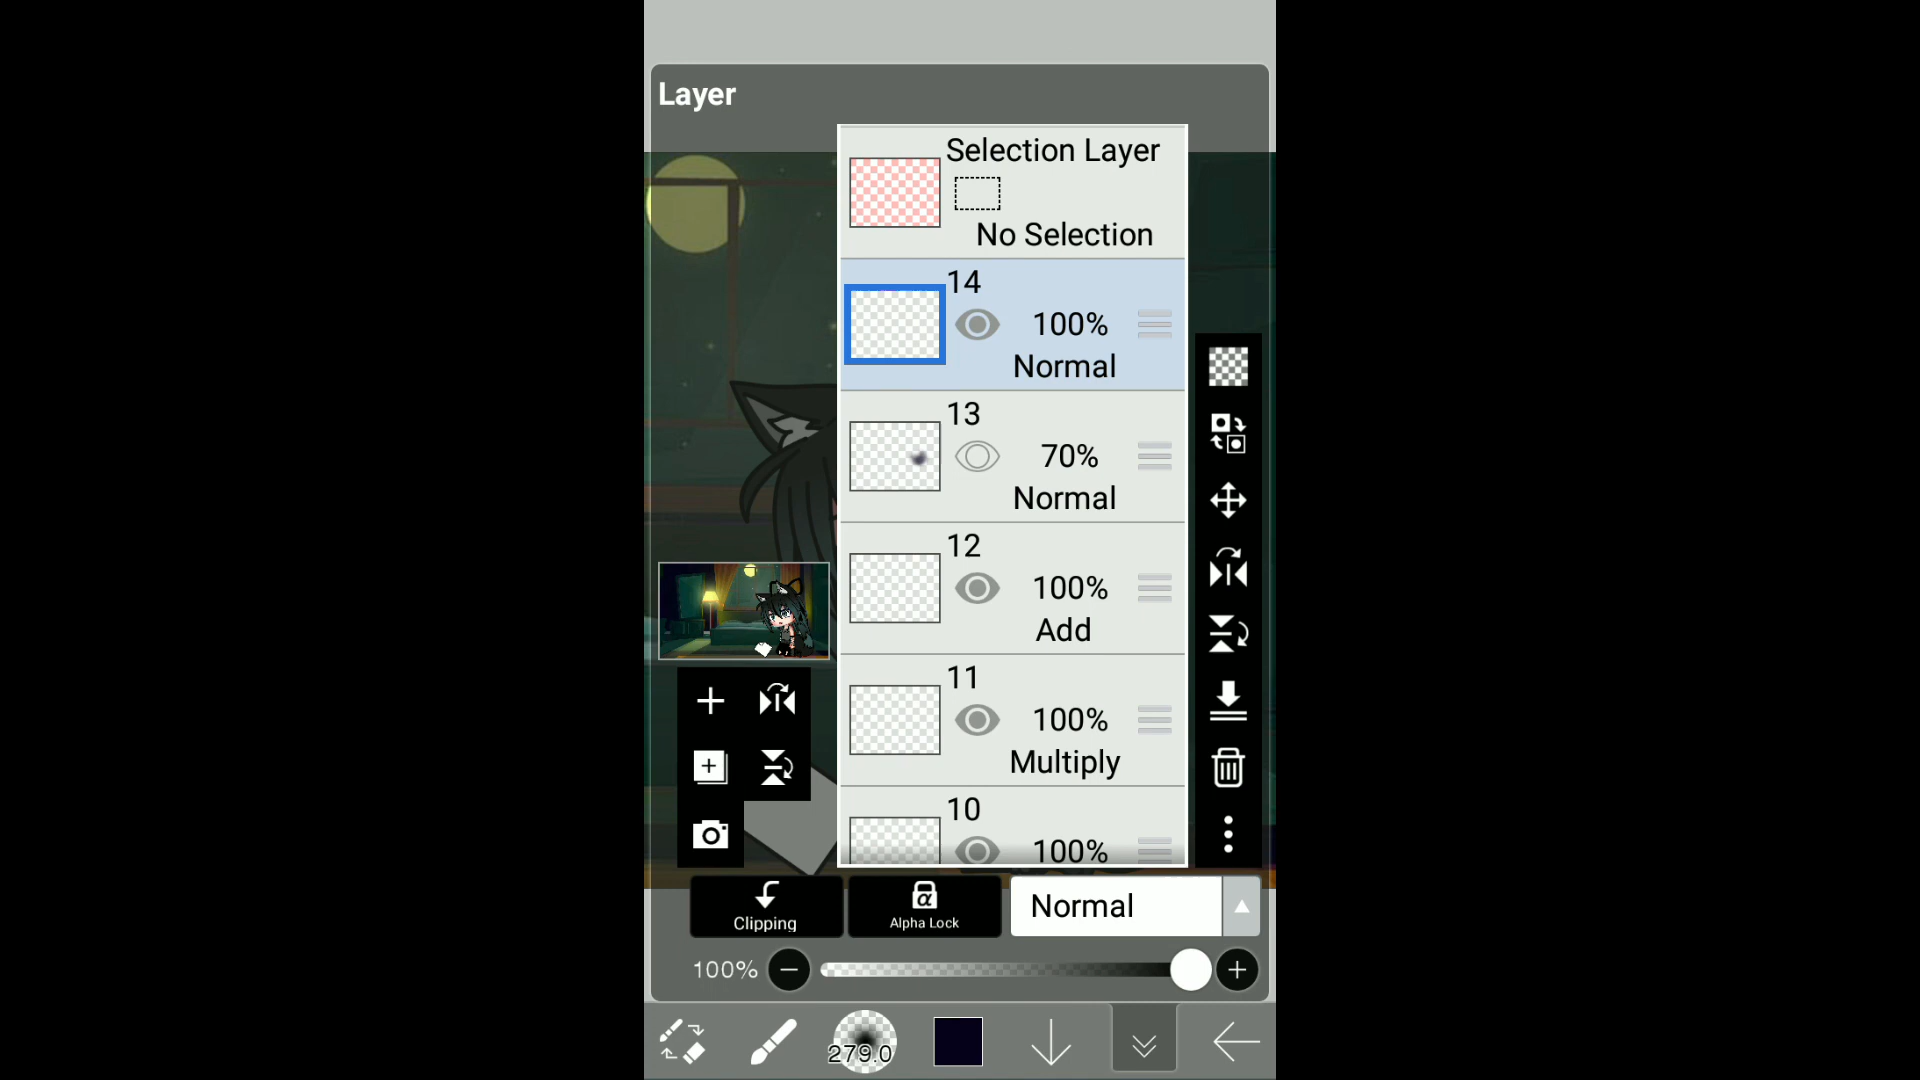 Layer
Selection Layer
No Selection
14
100%
Normal
13
70%
Normal
12
100%
Add
11
100%
Multiply
10
100%
Clipping
α
Alpha Lock
Normal
100%
279.0